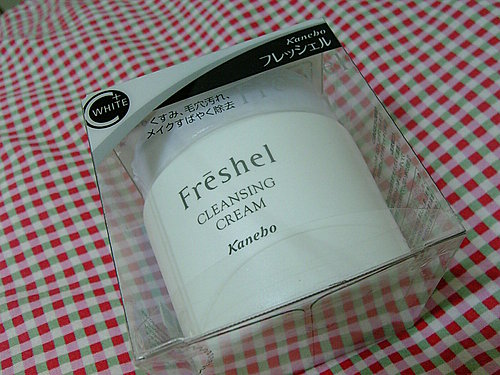 Kanebo
フレッシェル
C+
WHITE
くすみ、毛穴汚れ、
メイクすばやく除去
Frēshel
CLEANSING
CREAM
Kanebo